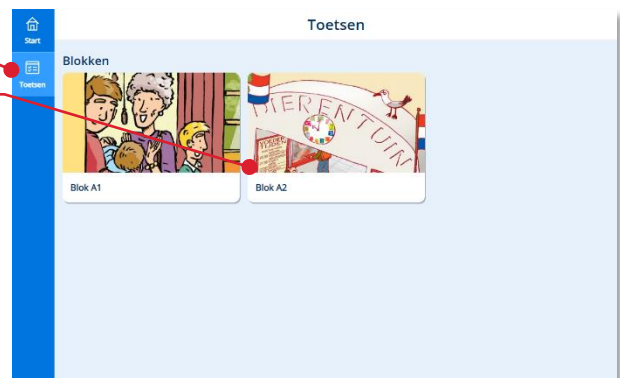 Start
Toetsen
Toetsen
Blokken
DIERENTUIN
Blok A1
Blok A2